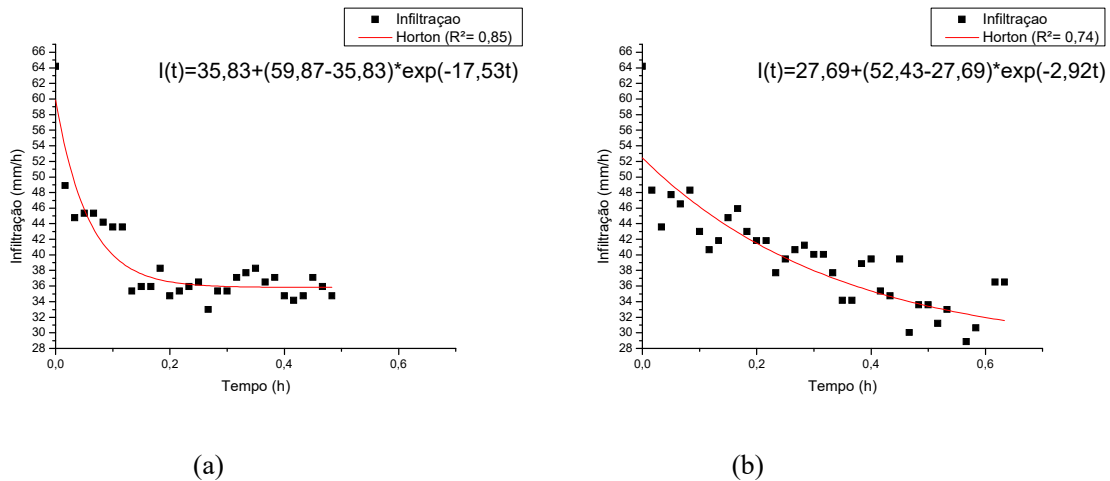 Infiltraçao
Horton (R²= 0,85)
I(t)=35,83+(59,87-35,83)*exp(-17,53t)
66
64
62
60
58
56
54
52
50
48
46
44
42
40
38
36
34
32
30
28
Infiltração (mm/h)
0,0 0,2 0,4 0,6
Tempo (h)
(a)
Infiltraçao
Horton (R²= 0,74)
I(t)=27,69+(52,43-27,69)*exp(-2,92t)
66
64
62
60
58
56
54
52
50
48
46
44
42
40
38
36
34
32
30
28
Infiltração (mm/h)
0,0 0,2 0,4 0,6
Tempo (h)
(b)